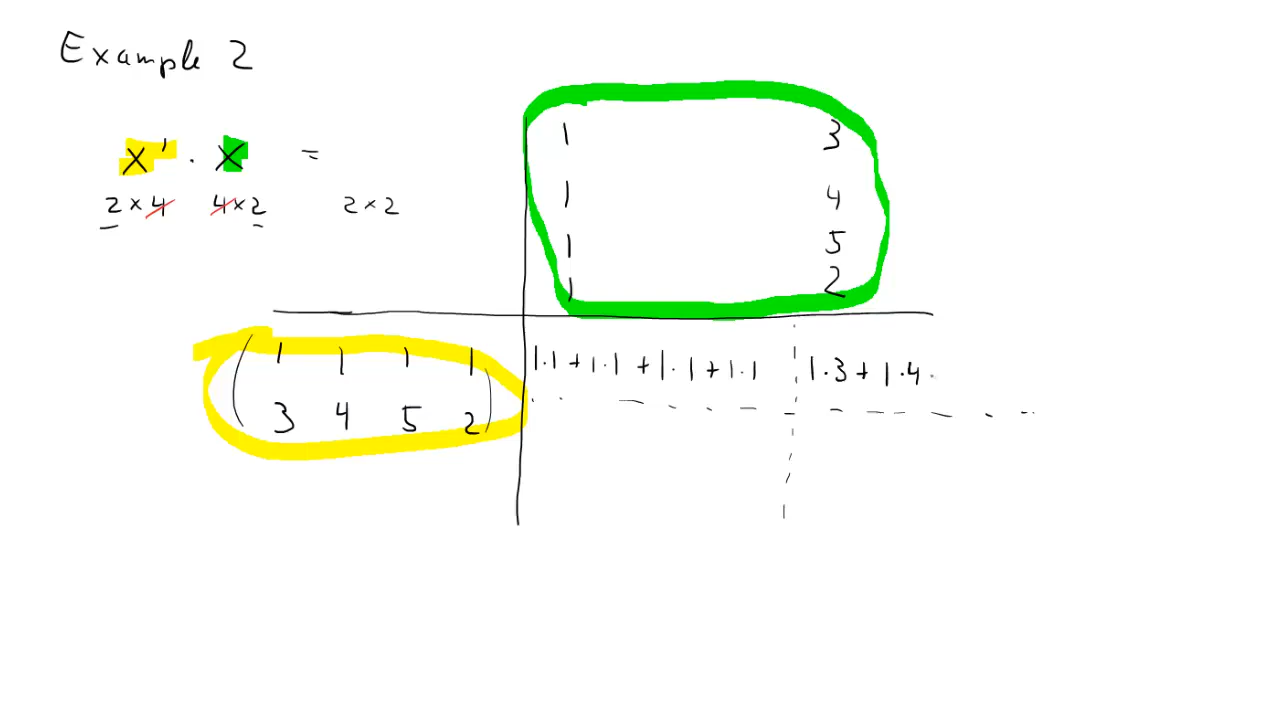 Example 2
X' · X =
2×4 4×2 2×2
1 3
1 4
1 5
1 2
( 1 1 1 1 1·1 + 1·1 + 1·1 + 1·1 1·3 + 1·4
3 4 5 2 )